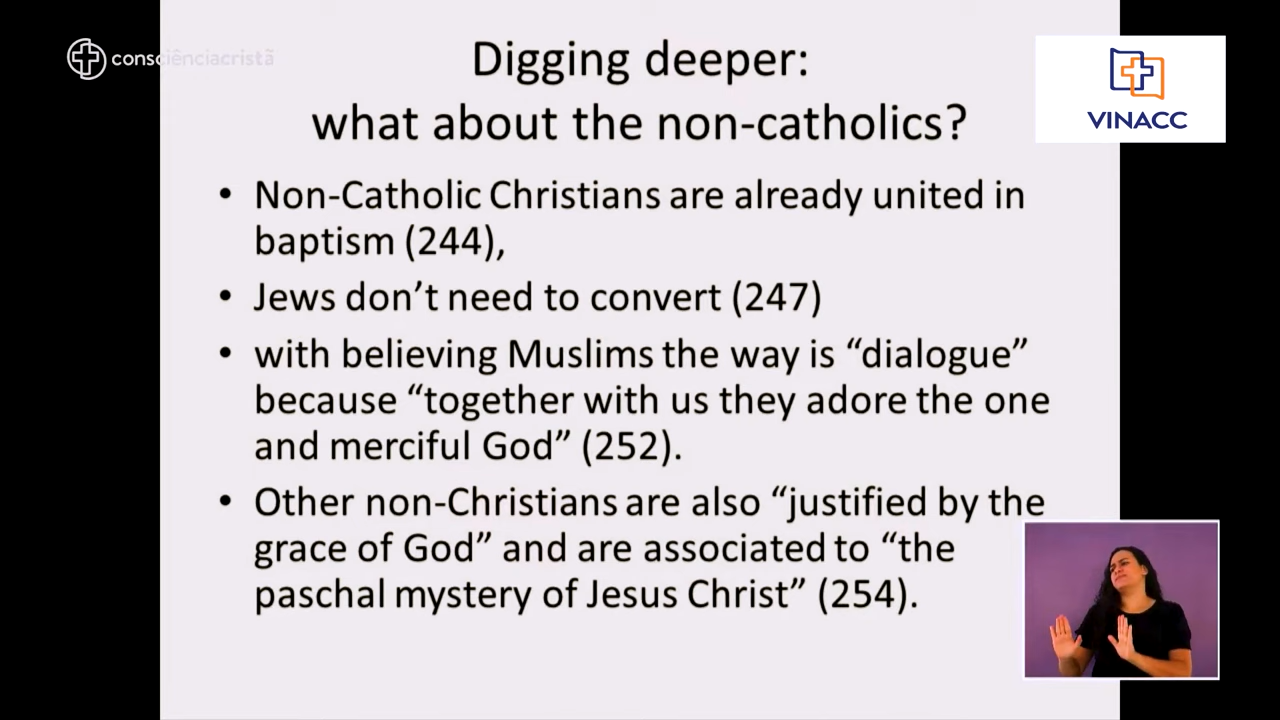 consciênciacristã
VINACC
Digging deeper:
what about the non-catholics?
• Non-Catholic Christians are already united in
baptism (244),
• Jews don’t need to convert (247)
• with believing Muslims the way is “dialogue”
because “together with us they adore the one
and merciful God” (252).
• Other non-Christians are also “justified by the
grace of God” and are associated to “the
paschal mystery of Jesus Christ” (254).